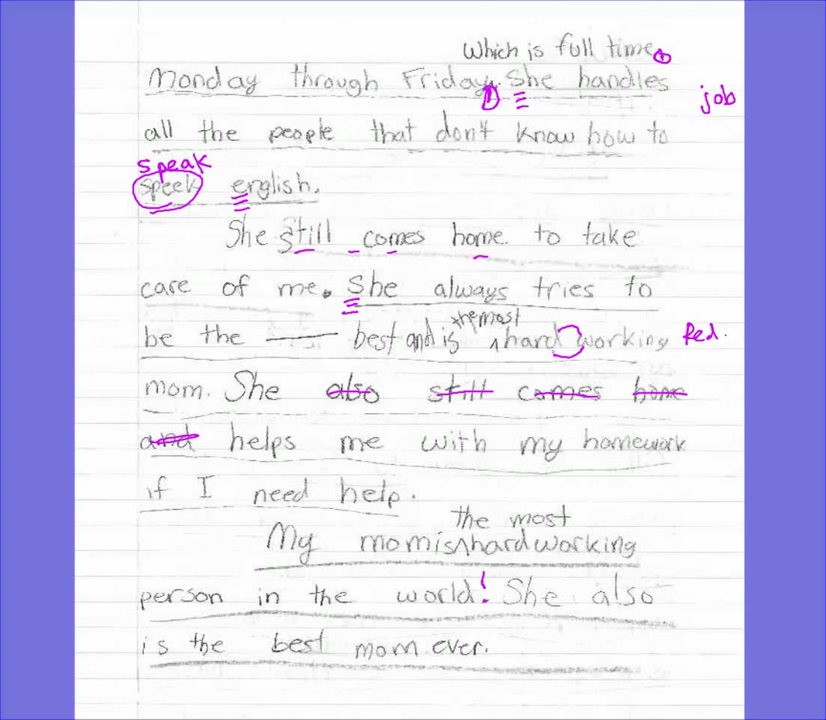 Which is full time.
Monday through Friday. She handles
job
all the people that don't know how to
speak
speek english.
She still comes home to take
care of me. She always tries to
the most
be the best and is hard working Red.
mom. She also still comes home
and helps me with my homework
if I need help.
the most
My mom is hardworking
person in the world! She also
is the best mom ever.